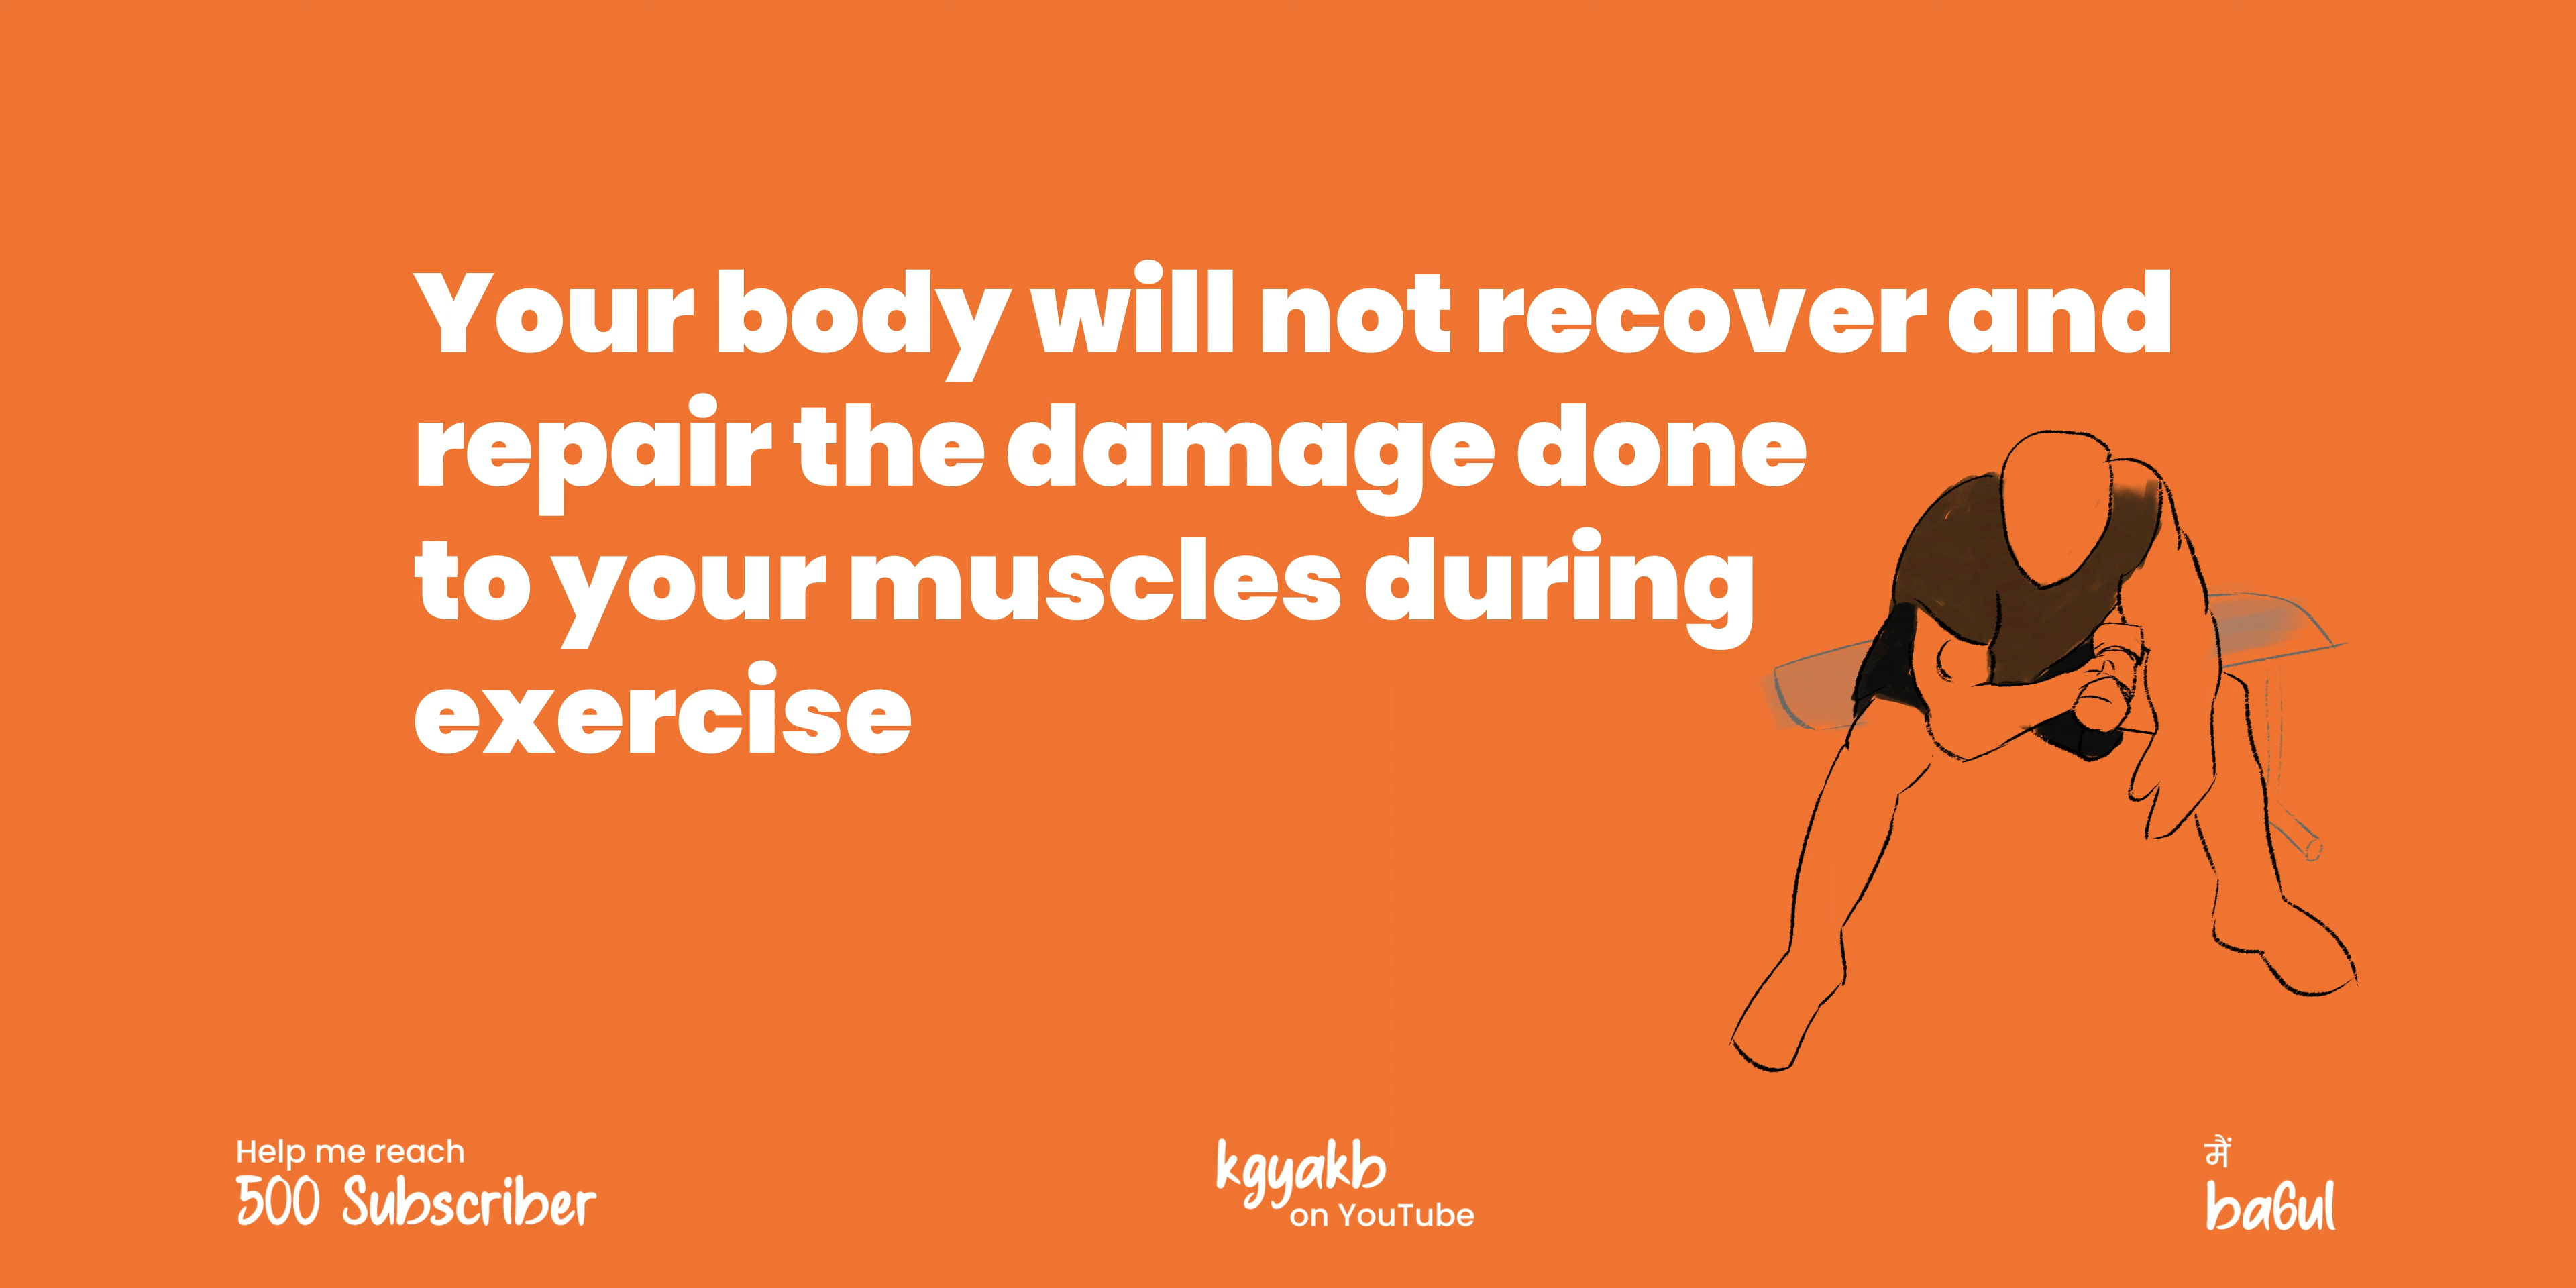 Your body will not recover and
repair the damage done
to your muscles during
exercise
Help me reach
500 Subscriber
kgyakb
on YouTube
मैं
ba6ul